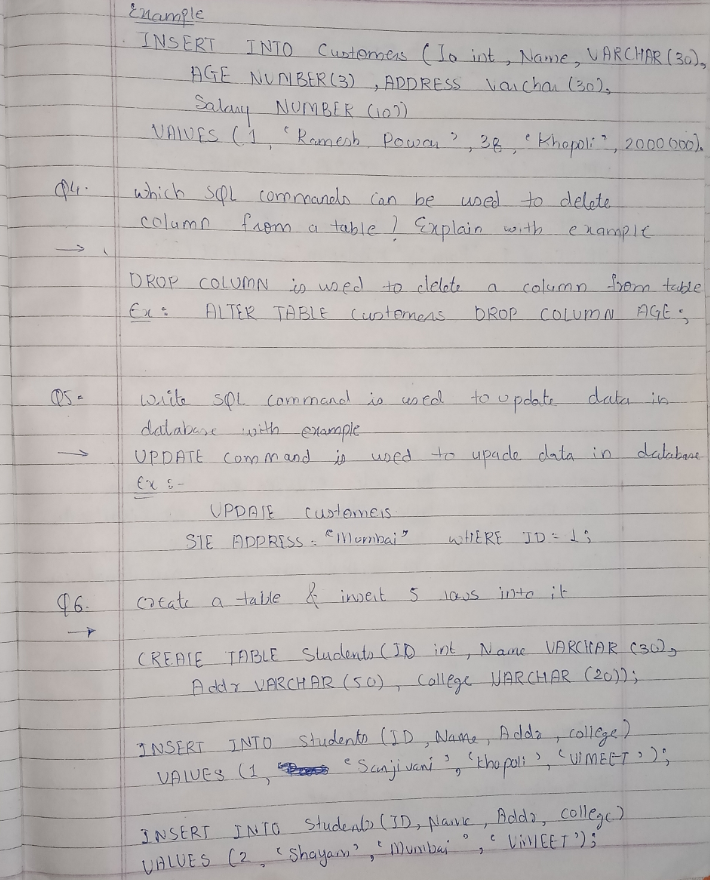 Example
INSERT INTO Customers ( Io int , Name, VARCHAR (30),
AGE NUMBER(3) , ADDRESS Varchar (30),
Salary NUMBER (10))
VALUES ( 1, 'Ramesh Powar', 38, 'Khopoli', 2000000).
Q4. which SQL commands can be used to delete
column from a table ? Explain with example
→
DROP COLUMN is used to delete a column from table
Ex: ALTER TABLE customers DROP COLUMN AGE ;
Q5. write SQL command is used to update data in
database with example
→ UPDATE command is used to upade data in database
Ex :-
UPDATE customers
STE ADDRESS = "Mumbai" WHERE ID = 1 ;
Q6. create a table & insert 5 rows into it
→
CREATE TABLE Students ( ID int , Name VARCHAR (30),
Addr VARCHAR (50) , College VARCHAR (20));
INSERT INTO students ( ID , Name, Addr , college)
VALUES (1, 'Sanjivani', 'khopoli', 'ViMEET');
INSERT INTO Students ( ID, Name , Addr, college)
VALUES (2, 'Shayam', 'Mumbai', 'ViMEET');